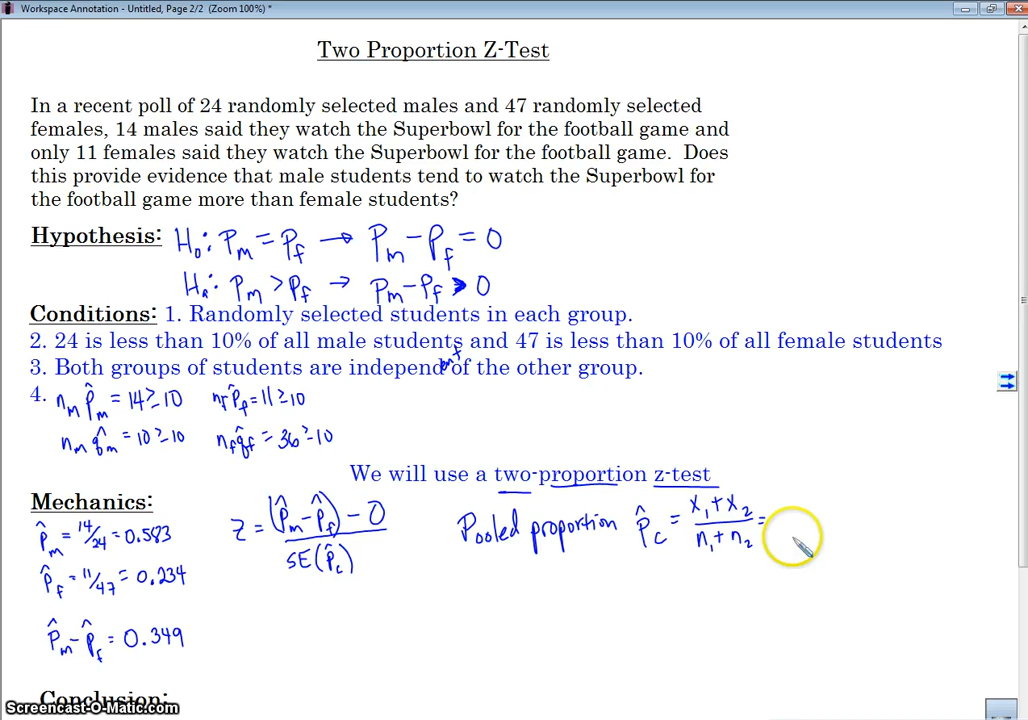 Workspace Annotation - Untitled, Page 2/2 (Zoom 100%) *
Two Proportion Z-Test
In a recent poll of 24 randomly selected males and 47 randomly selected
females, 14 males said they watch the Superbowl for the football game and
only 11 females said they watch the Superbowl for the football game. Does
this provide evidence that male students tend to watch the Superbowl for
the football game more than female students?
Hypothesis: H₀: Pm = Pf → Pm - Pf = 0
Ha: Pm > Pf → Pm - Pf > 0
Conditions: 1. Randomly selected students in each group.
2. 24 is less than 10% of all male students and 47 is less than 10% of all female students
3. Both groups of students are independent of the other group.
4. nm p̂m = 14 ≥ 10 nf p̂f = 11 ≥ 10
nm q̂m = 10 ≥ 10 nf q̂f = 36 ≥ 10
We will use a two-proportion z-test
Mechanics:
p̂m = 14/24 = 0.583 z = (p̂m - p̂f) - 0 / SE(p̂c) Pooled proportion p̂c = x₁ + x₂ / n₁ + n₂ =
p̂f = 11/47 = 0.234
p̂m - p̂f = 0.349
Conclusion:
Screencast-O-Matic.com